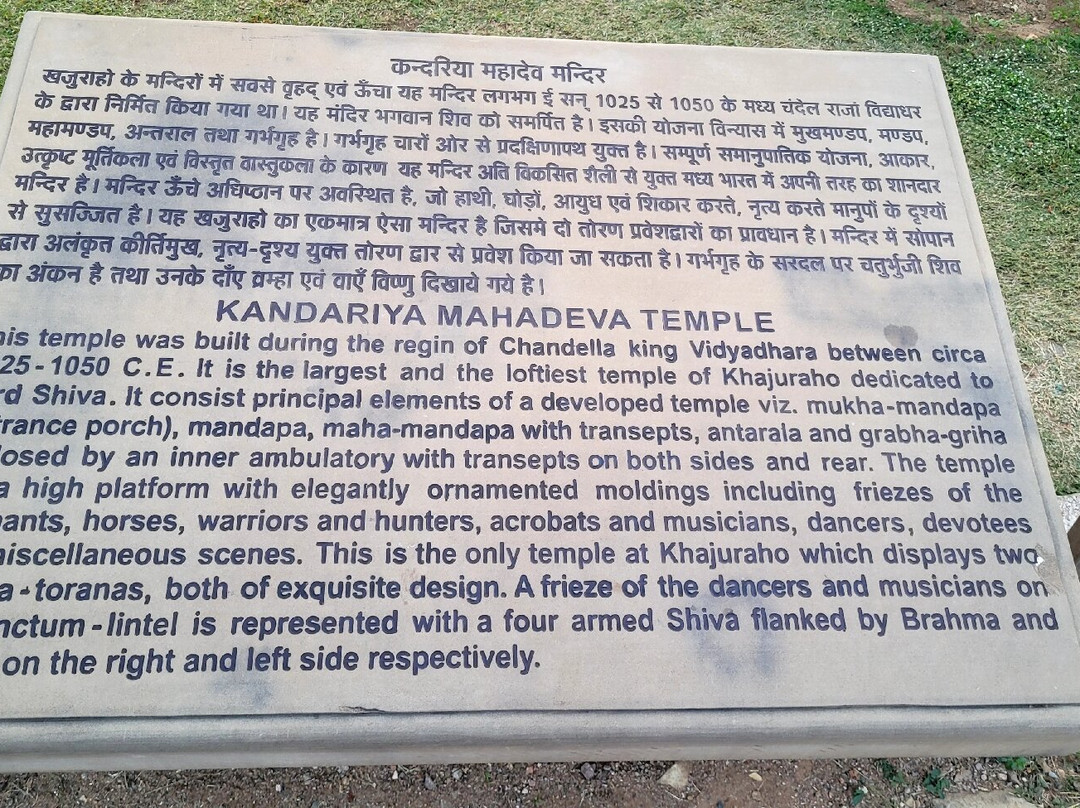 कन्दरिया महादेव मन्दिर
खजुराहो के मन्दिरों में सबसे वृहद् एवं ऊँचा यह मन्दिर लगभग ई सन् 1025 से 1050 के मध्य चंदेल राजा विद्याधर
के द्वारा निर्मित किया गया था। यह मंदिर भगवान शिव को समर्पित है। इसकी योजना विन्यास में मुखमण्डप, मण्डप,
महामण्डप, अन्तराल तथा गर्भगृह है। गर्भगृह चारों ओर से प्रदक्षिणापथ युक्त है। सम्पूर्ण समानुपातिक योजना, आकार,
उत्कृष्ट मूर्तिकला एवं विस्तृत वास्तुकला के कारण यह मन्दिर अति विकसित शैली से युक्त मध्य भारत में अपनी तरह का शानदार
मन्दिर है। मन्दिर ऊँचे अधिष्ठान पर अवस्थित है, जो हाथी, घोड़ों, आयुध एवं शिकार करते, नृत्य करते मानुपों के दृश्यों
से सुसज्जित है। यह खजुराहो का एकमात्र ऐसा मन्दिर है जिसमे दो तोरण प्रवेशद्वारों का प्रावधान है। मन्दिर में सोपान
द्वारा अलंकृत कीर्तिमुख, नृत्य-दृश्य युक्त तोरण द्वार से प्रवेश किया जा सकता है। गर्भगृह के सरदल पर चतुर्भुजी शिव
का अंकन है तथा उनके दाँए व्रम्हा एवं वाएँ विष्णु दिखाये गये है।
KANDARIYA MAHADEVA TEMPLE
his temple was built during the regin of Chandella king Vidyadhara between circa
25-1050 C.E. It is the largest and the loftiest temple of Khajuraho dedicated to
rd Shiva. It consist principal elements of a developed temple viz. mukha-mandapa
trance porch), mandapa, maha-mandapa with transepts, antarala and grabha-griha
losed by an inner ambulatory with transepts on both sides and rear. The temple
a high platform with elegantly ornamented moldings including friezes of the
hants, horses, warriors and hunters, acrobats and musicians, dancers, devotees
miscellaneous scenes. This is the only temple at Khajuraho which displays two
a-toranas, both of exquisite design. A frieze of the dancers and musicians on
nctum-lintel is represented with a four armed Shiva flanked by Brahma and
on the right and left side respectively.